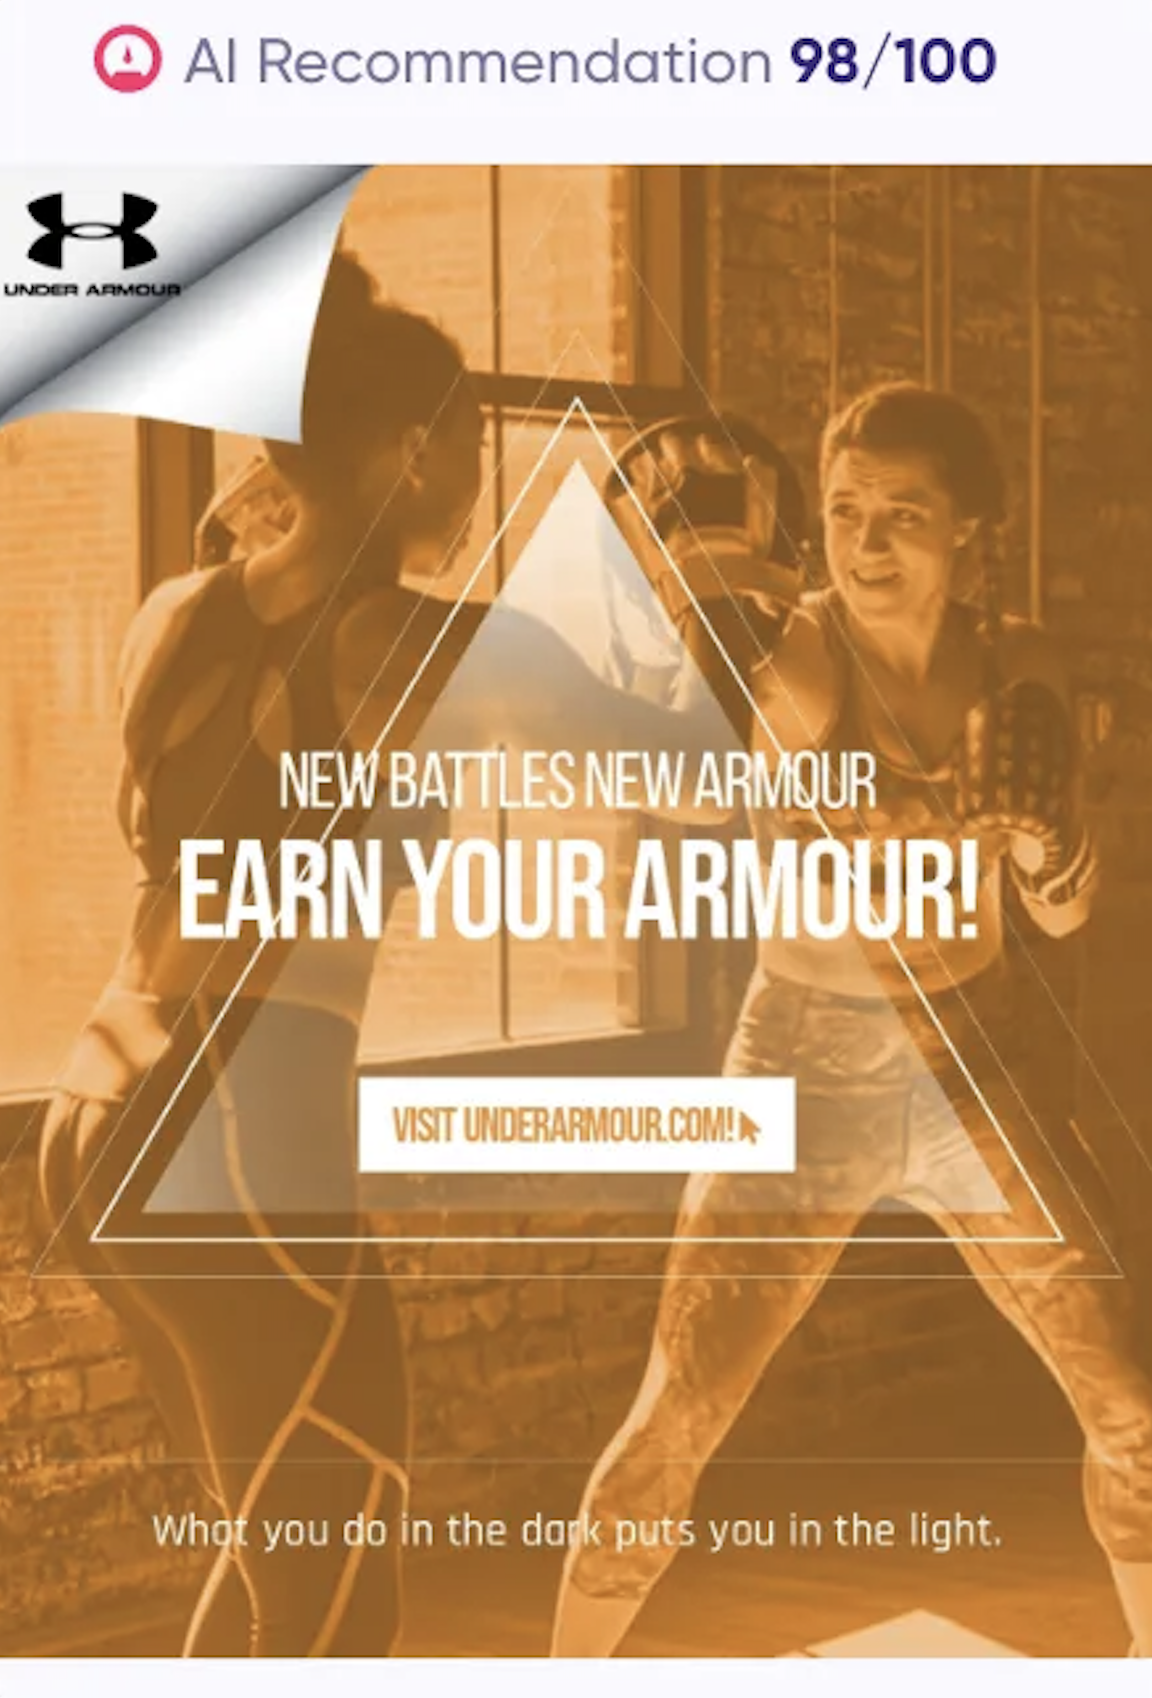 AI Recommendation 98/100
UNDER ARMOUR
NEW BATTLES NEW ARMOUR
EARN YOUR ARMOUR!
VISIT UNDERARMOUR.COM!
What you do in the dark puts you in the light.